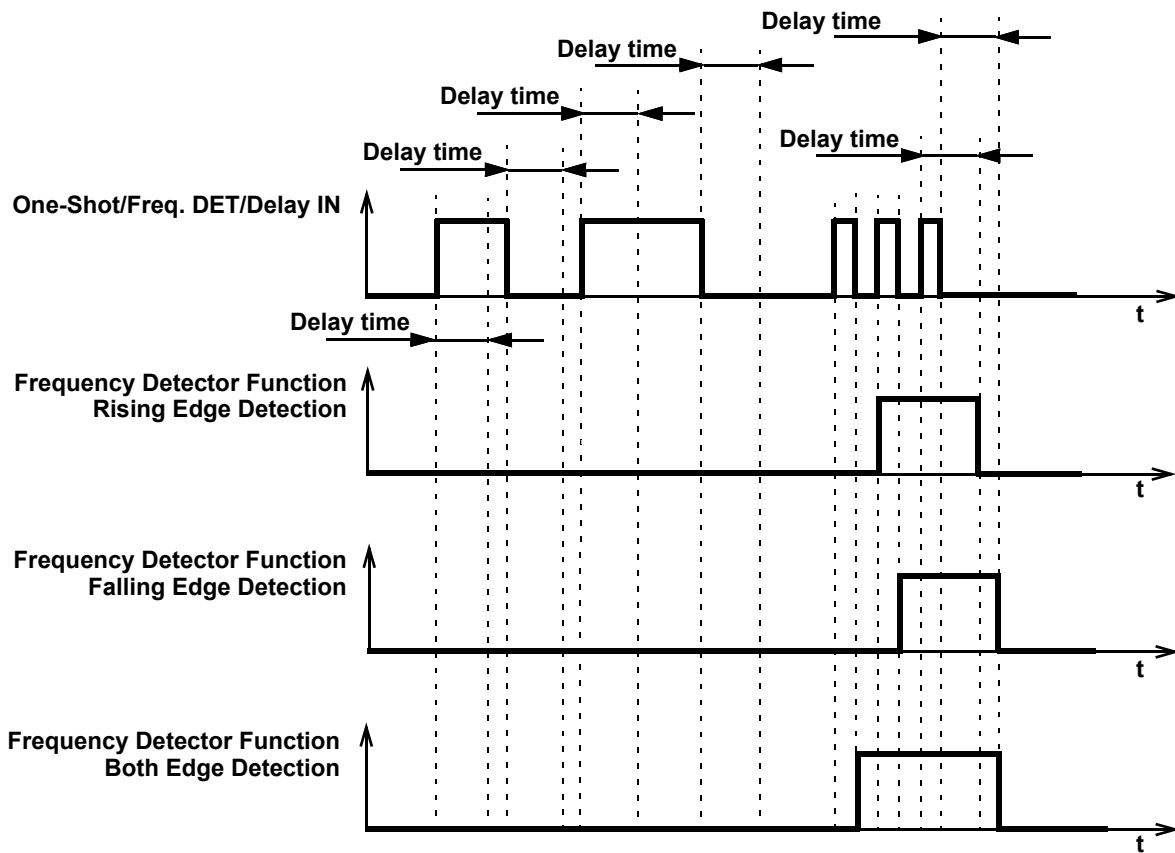 Delay time
Delay time
Delay time
Delay time
Delay time
One-Shot/Freq. DET/Delay IN
t
Delay time
Frequency Detector Function
Rising Edge Detection
t
Frequency Detector Function
Falling Edge Detection
t
Frequency Detector Function
Both Edge Detection
t